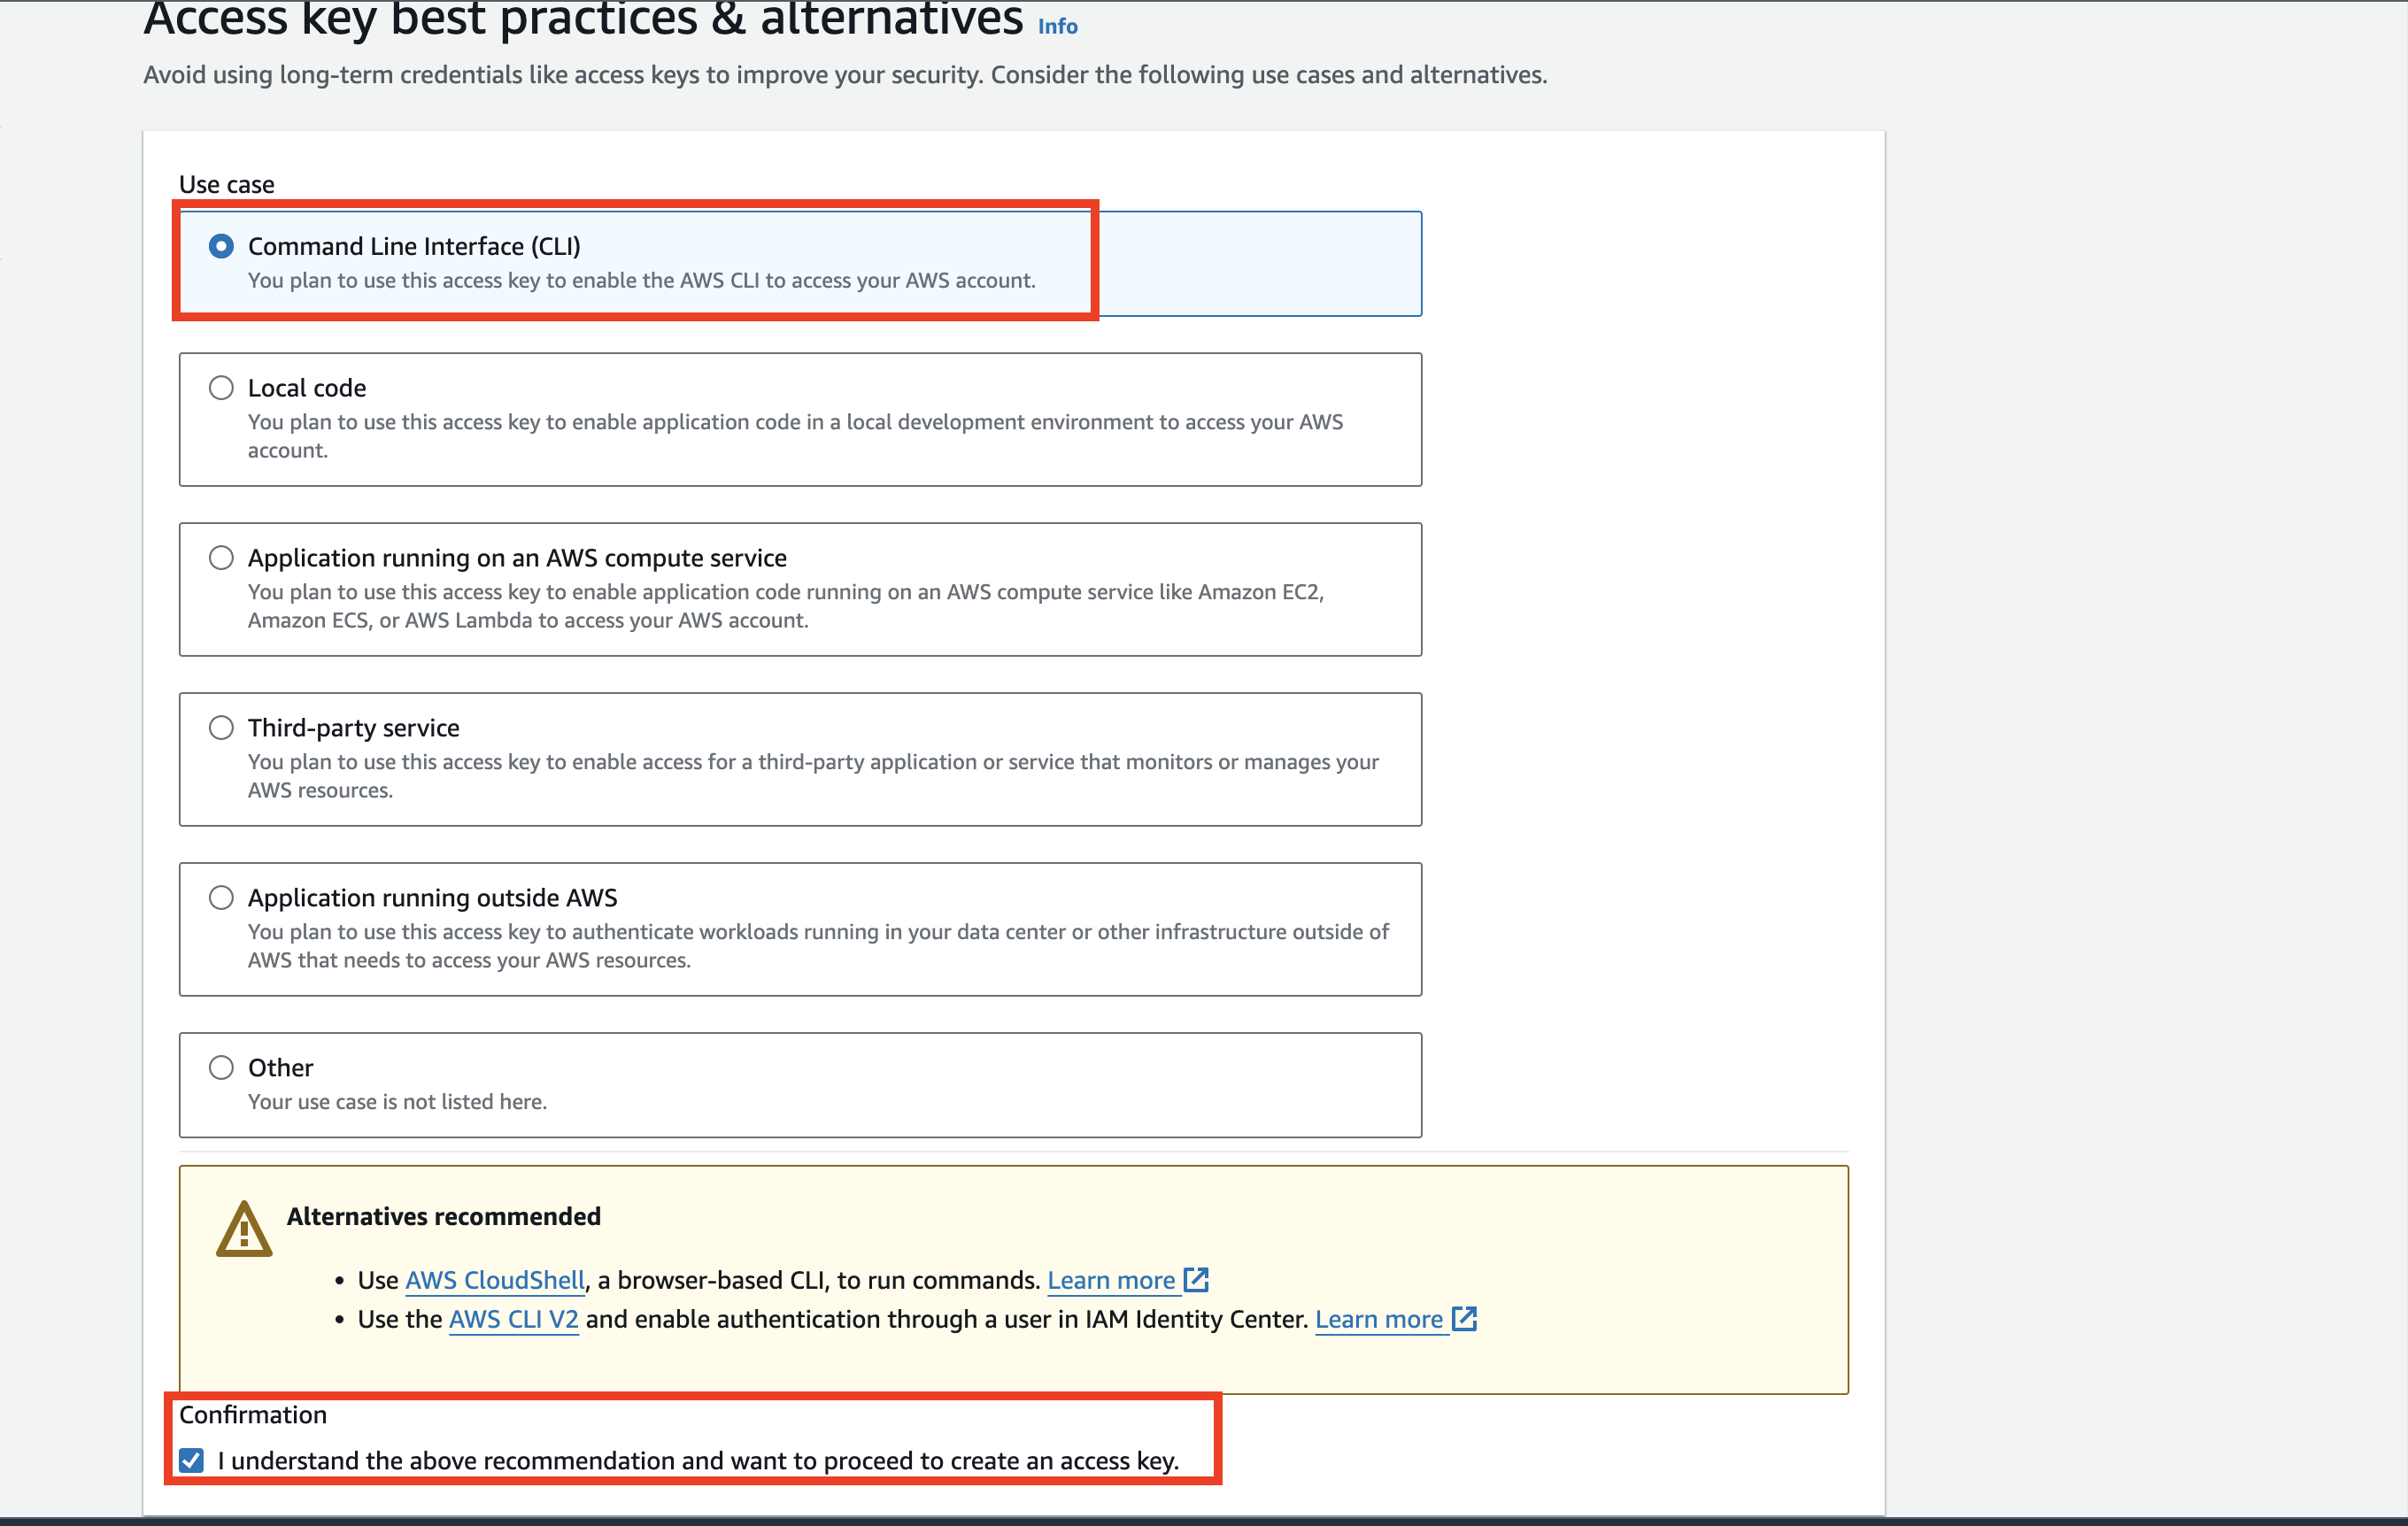 Access key best practices & alternatives Info
Avoid using long-term credentials like access keys to improve your security. Consider the following use cases and alternatives.
Use case
Command Line Interface (CLI)
You plan to use this access key to enable the AWS CLI to access your AWS account.
Local code
You plan to use this access key to enable application code in a local development environment to access your AWS
account.
Application running on an AWS compute service
You plan to use this access key to enable application code running on an AWS compute service like Amazon EC2,
Amazon ECS, or AWS Lambda to access your AWS account.
Third-party service
You plan to use this access key to enable access for a third-party application or service that monitors or manages your
AWS resources.
Application running outside AWS
You plan to use this access key to authenticate workloads running in your data center or other infrastructure outside of
AWS that needs to access your AWS resources.
Other
Your use case is not listed here.
Alternatives recommended
• Use AWS CloudShell, a browser-based CLI, to run commands. Learn more
• Use the AWS CLI V2 and enable authentication through a user in IAM Identity Center. Learn more
Confirmation
I understand the above recommendation and want to proceed to create an access key.